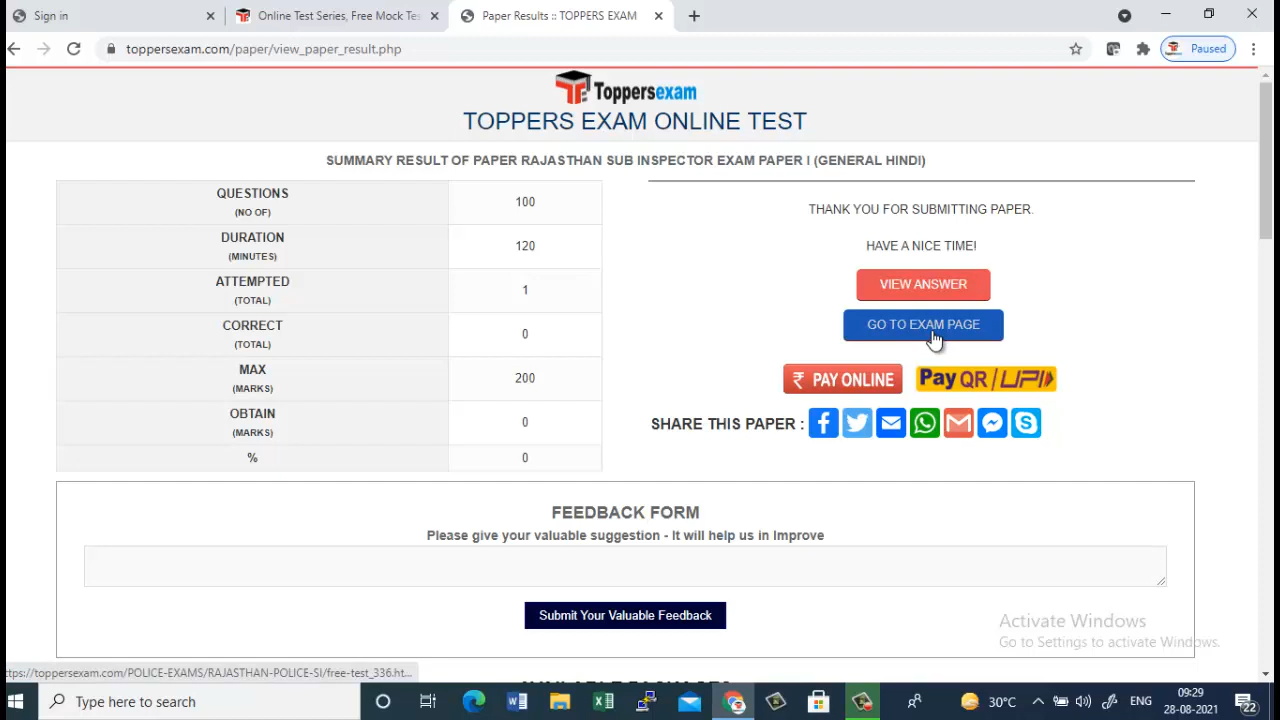 Sign in
Online Test Series, Free Mock Tes
Paper Results :: TOPPERS EXAM
toppersexam.com/paper/view_paper_result.php
Paused
Toppersexam
TOPPERS EXAM ONLINE TEST
SUMMARY RESULT OF PAPER RAJASTHAN SUB INSPECTOR EXAM PAPER I (GENERAL HINDI)
QUESTIONS
(NO OF)
100
DURATION
(MINUTES)
120
ATTEMPTED
(TOTAL)
1
CORRECT
(TOTAL)
0
MAX
(MARKS)
200
OBTAIN
(MARKS)
0
%
0
THANK YOU FOR SUBMITTING PAPER.
HAVE A NICE TIME!
VIEW ANSWER
GO TO EXAM PAGE
₹ PAY ONLINE
Pay QR / UPI
SHARE THIS PAPER :
FEEDBACK FORM
Please give your valuable suggestion - It will help us in Improve
Submit Your Valuable Feedback
Activate Windows
Go to Settings to activate Windows.
ttps://toppersexam.com/POLICE-EXAMS/RAJASTHAN-POLICE-SI/free-test_336.ht...
Type here to search
30°C
ENG
09:29
28-08-2021
22